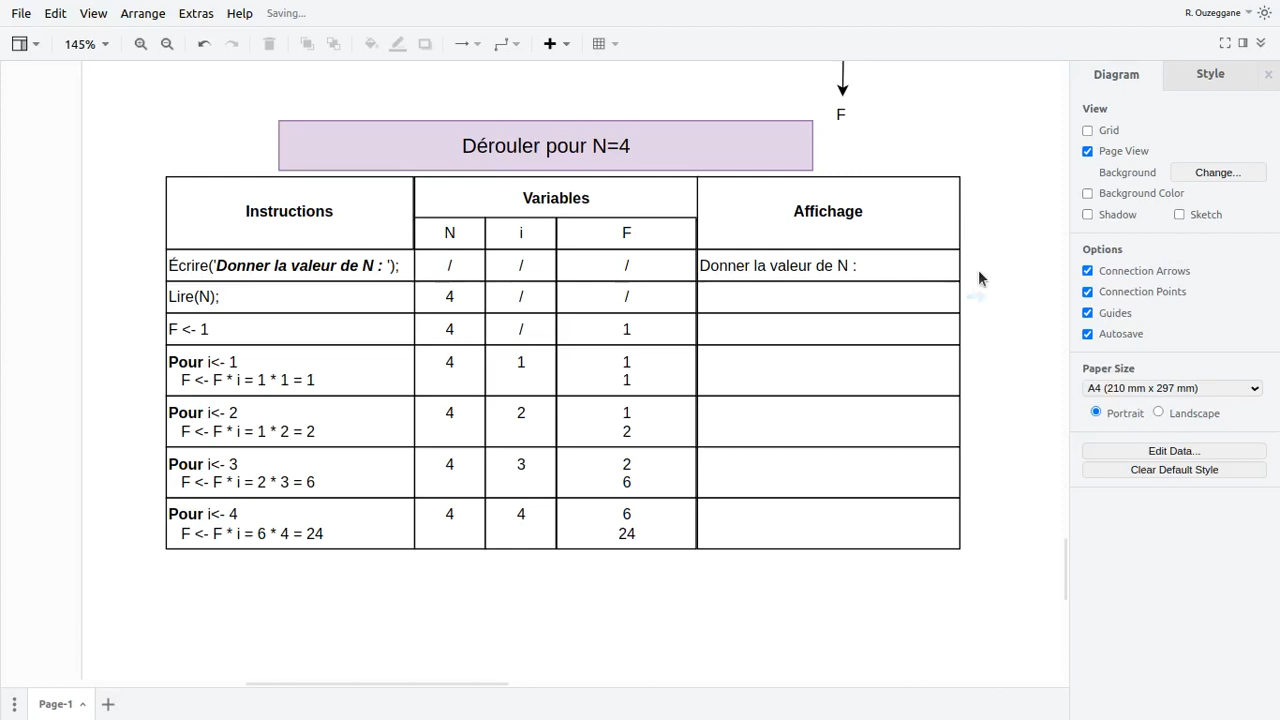 File Edit View Arrange Extras Help Saving...
R. Ouzeggane
145%
F
Dérouler pour N=4
Instructions Variables Affichage
N i F
Écrire('Donner la valeur de N : '); / / / Donner la valeur de N :
Lire(N); 4 / /
F <- 1 4 / 1
Pour i<- 1 4 1 1
F <- F * i = 1 * 1 = 1 1
Pour i<- 2 4 2 1
F <- F * i = 1 * 2 = 2 2
Pour i<- 3 4 3 2
F <- F * i = 2 * 3 = 6 6
Pour i<- 4 4 4 6
F <- F * i = 6 * 4 = 24 24
Diagram Style
View
Grid
Page View
Background Change...
Background Color
Shadow Sketch
Options
Connection Arrows
Connection Points
Guides
Autosave
Paper Size
A4 (210 mm x 297 mm)
Portrait Landscape
Edit Data...
Clear Default Style
Page-1